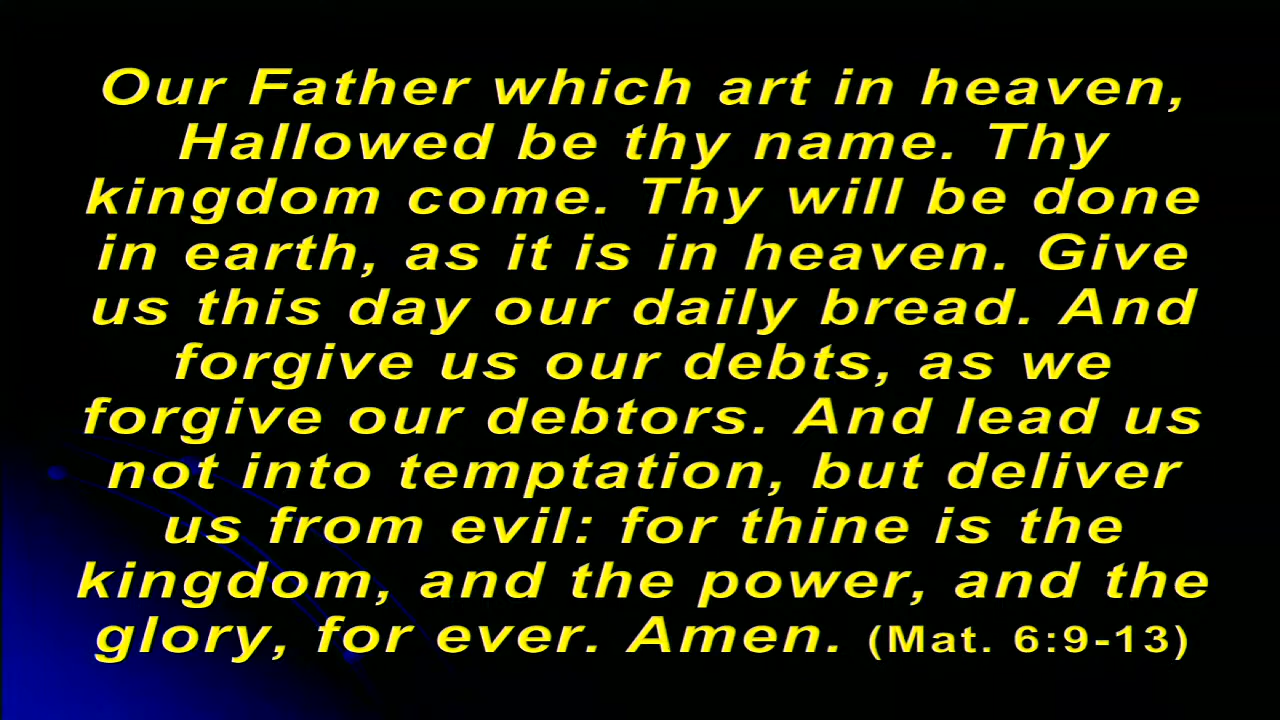 Our Father which art in heaven,
Hallowed be thy name. Thy
kingdom come. Thy will be done
in earth, as it is in heaven. Give
us this day our daily bread. And
forgive us our debts, as we
forgive our debtors. And lead us
not into temptation, but deliver
us from evil: for thine is the
kingdom, and the power, and the
glory, for ever. Amen. (Mat. 6:9-13)